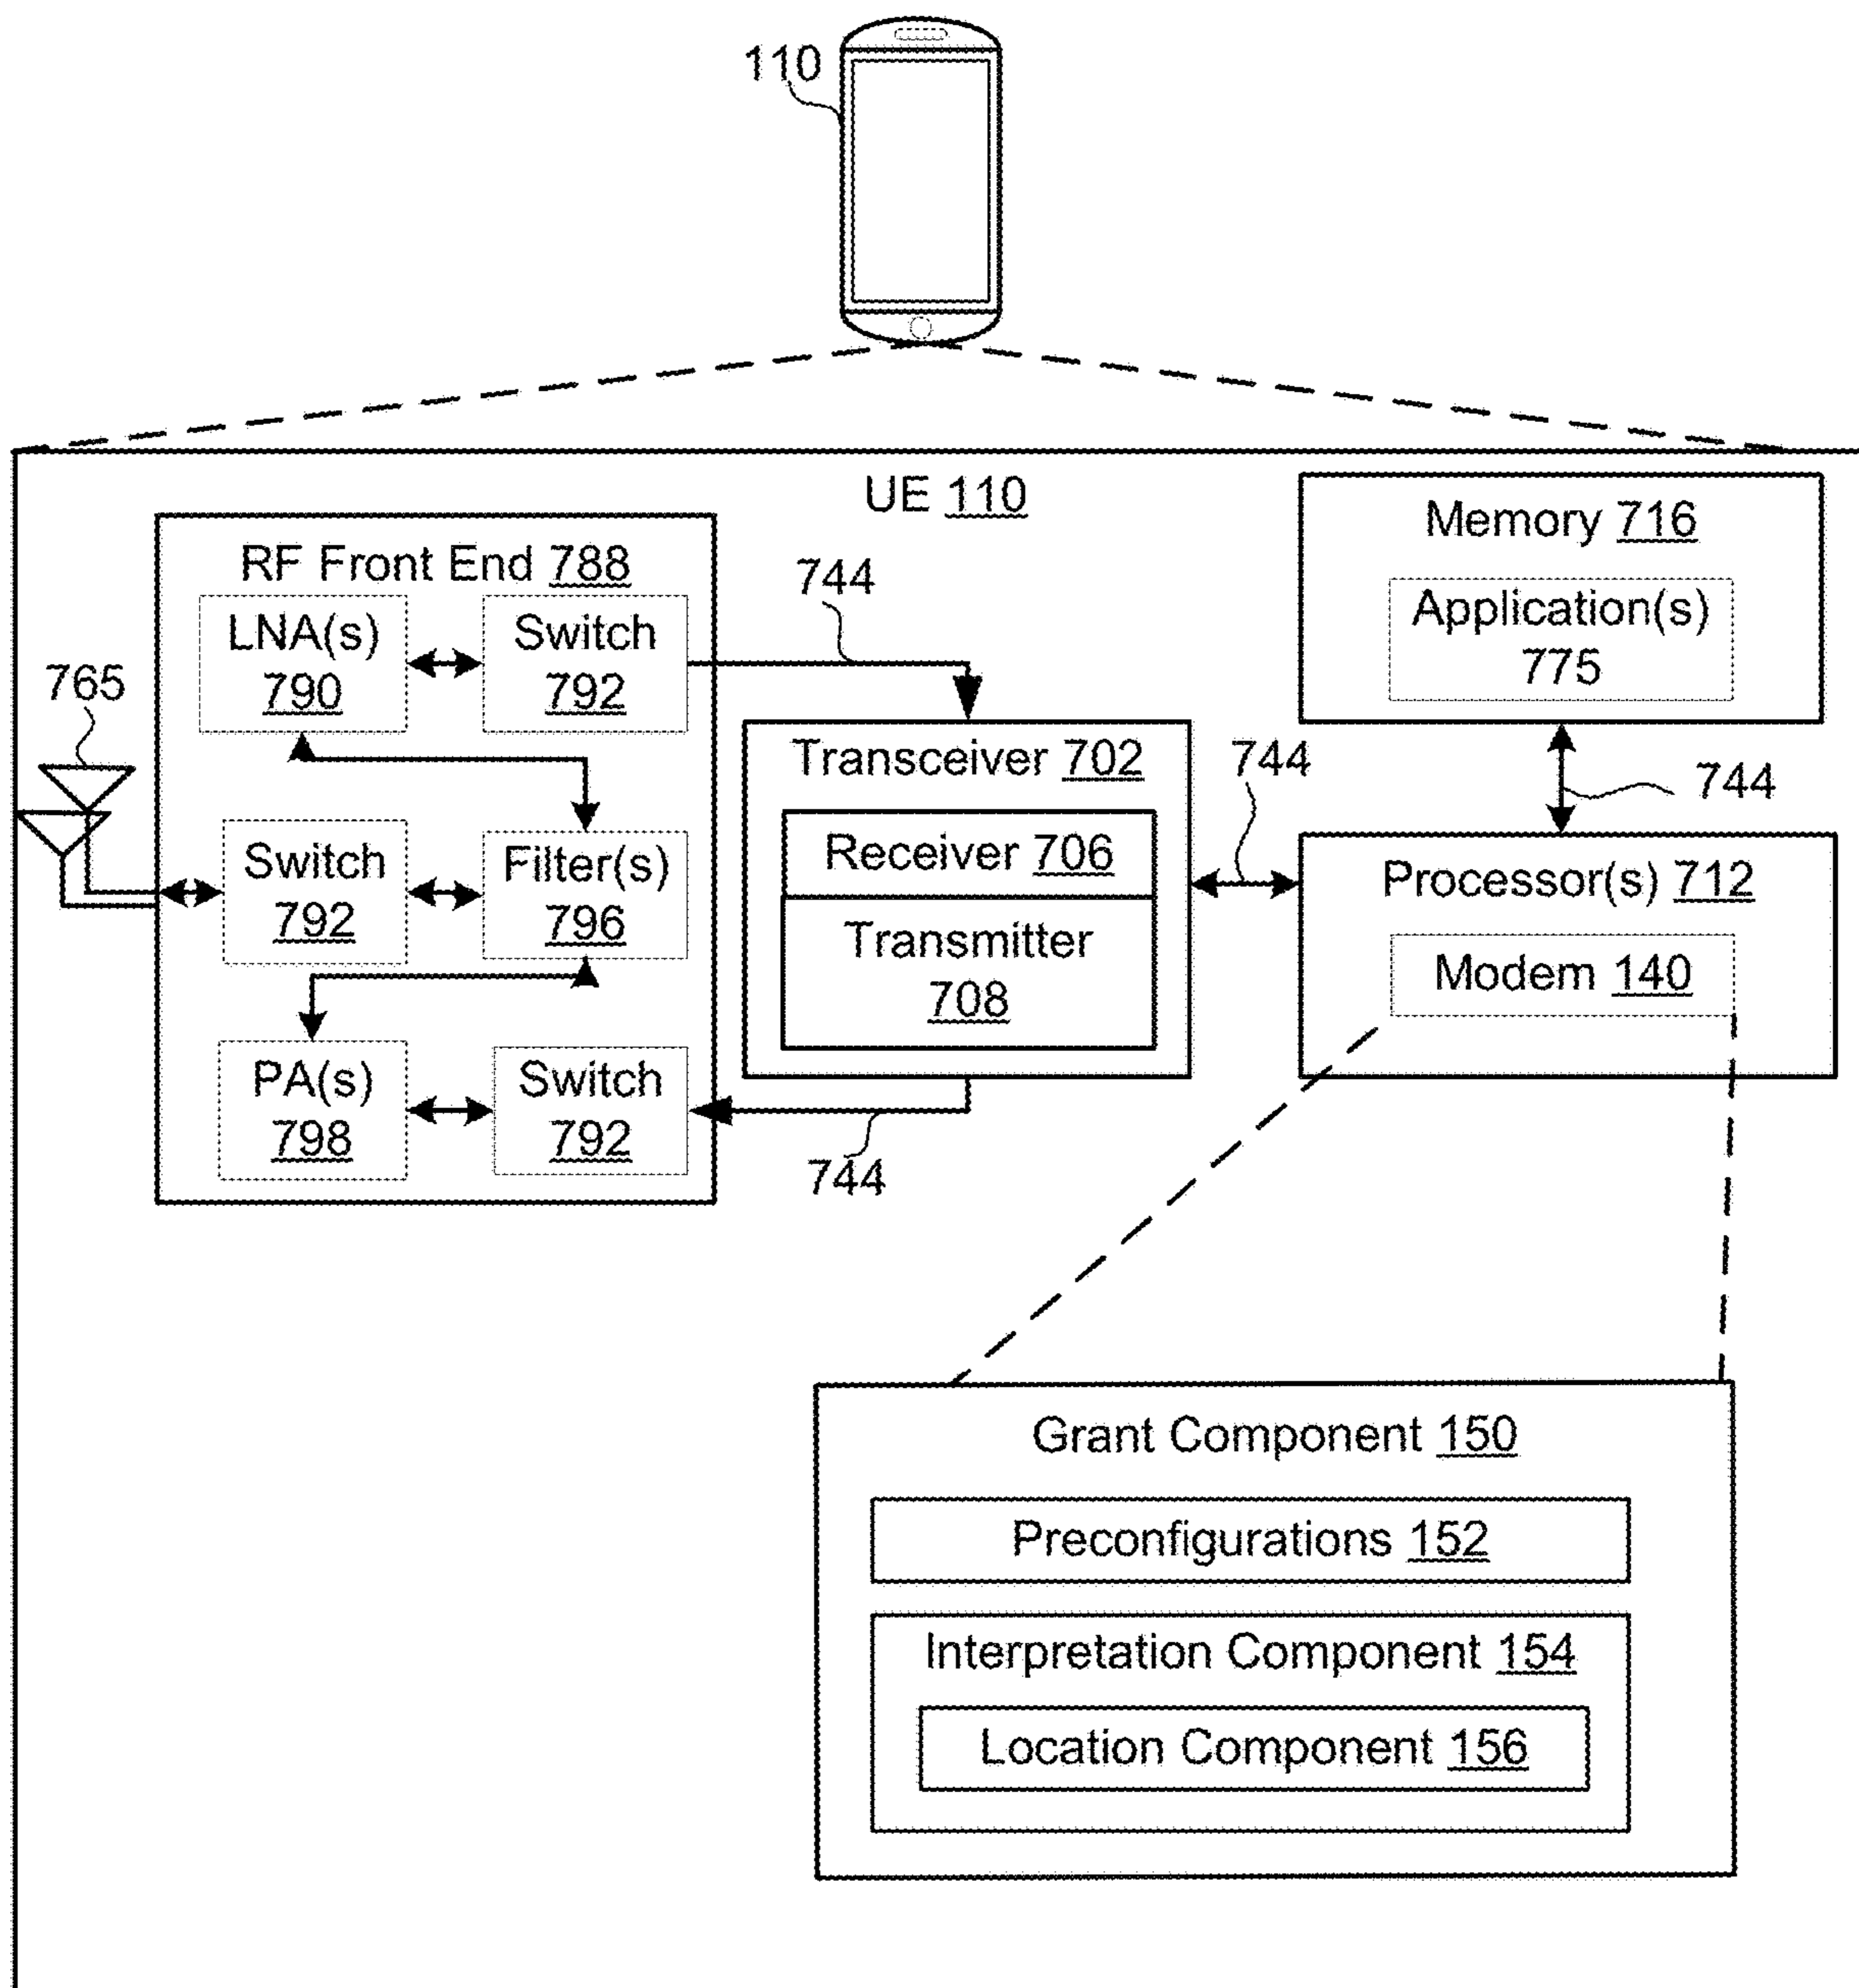 110
UE 110
RF Front End 788
LNA(s)
790
Switch
792
744
765
Switch
792
Filter(s)
796
PA(s)
798
Switch
792
744
Transceiver 702
Receiver 706
Transmitter
708
744
Memory 716
Application(s)
775
744
Processor(s) 712
Modem 140
Grant Component 150
Preconfigurations 152
Interpretation Component 154
Location Component 156